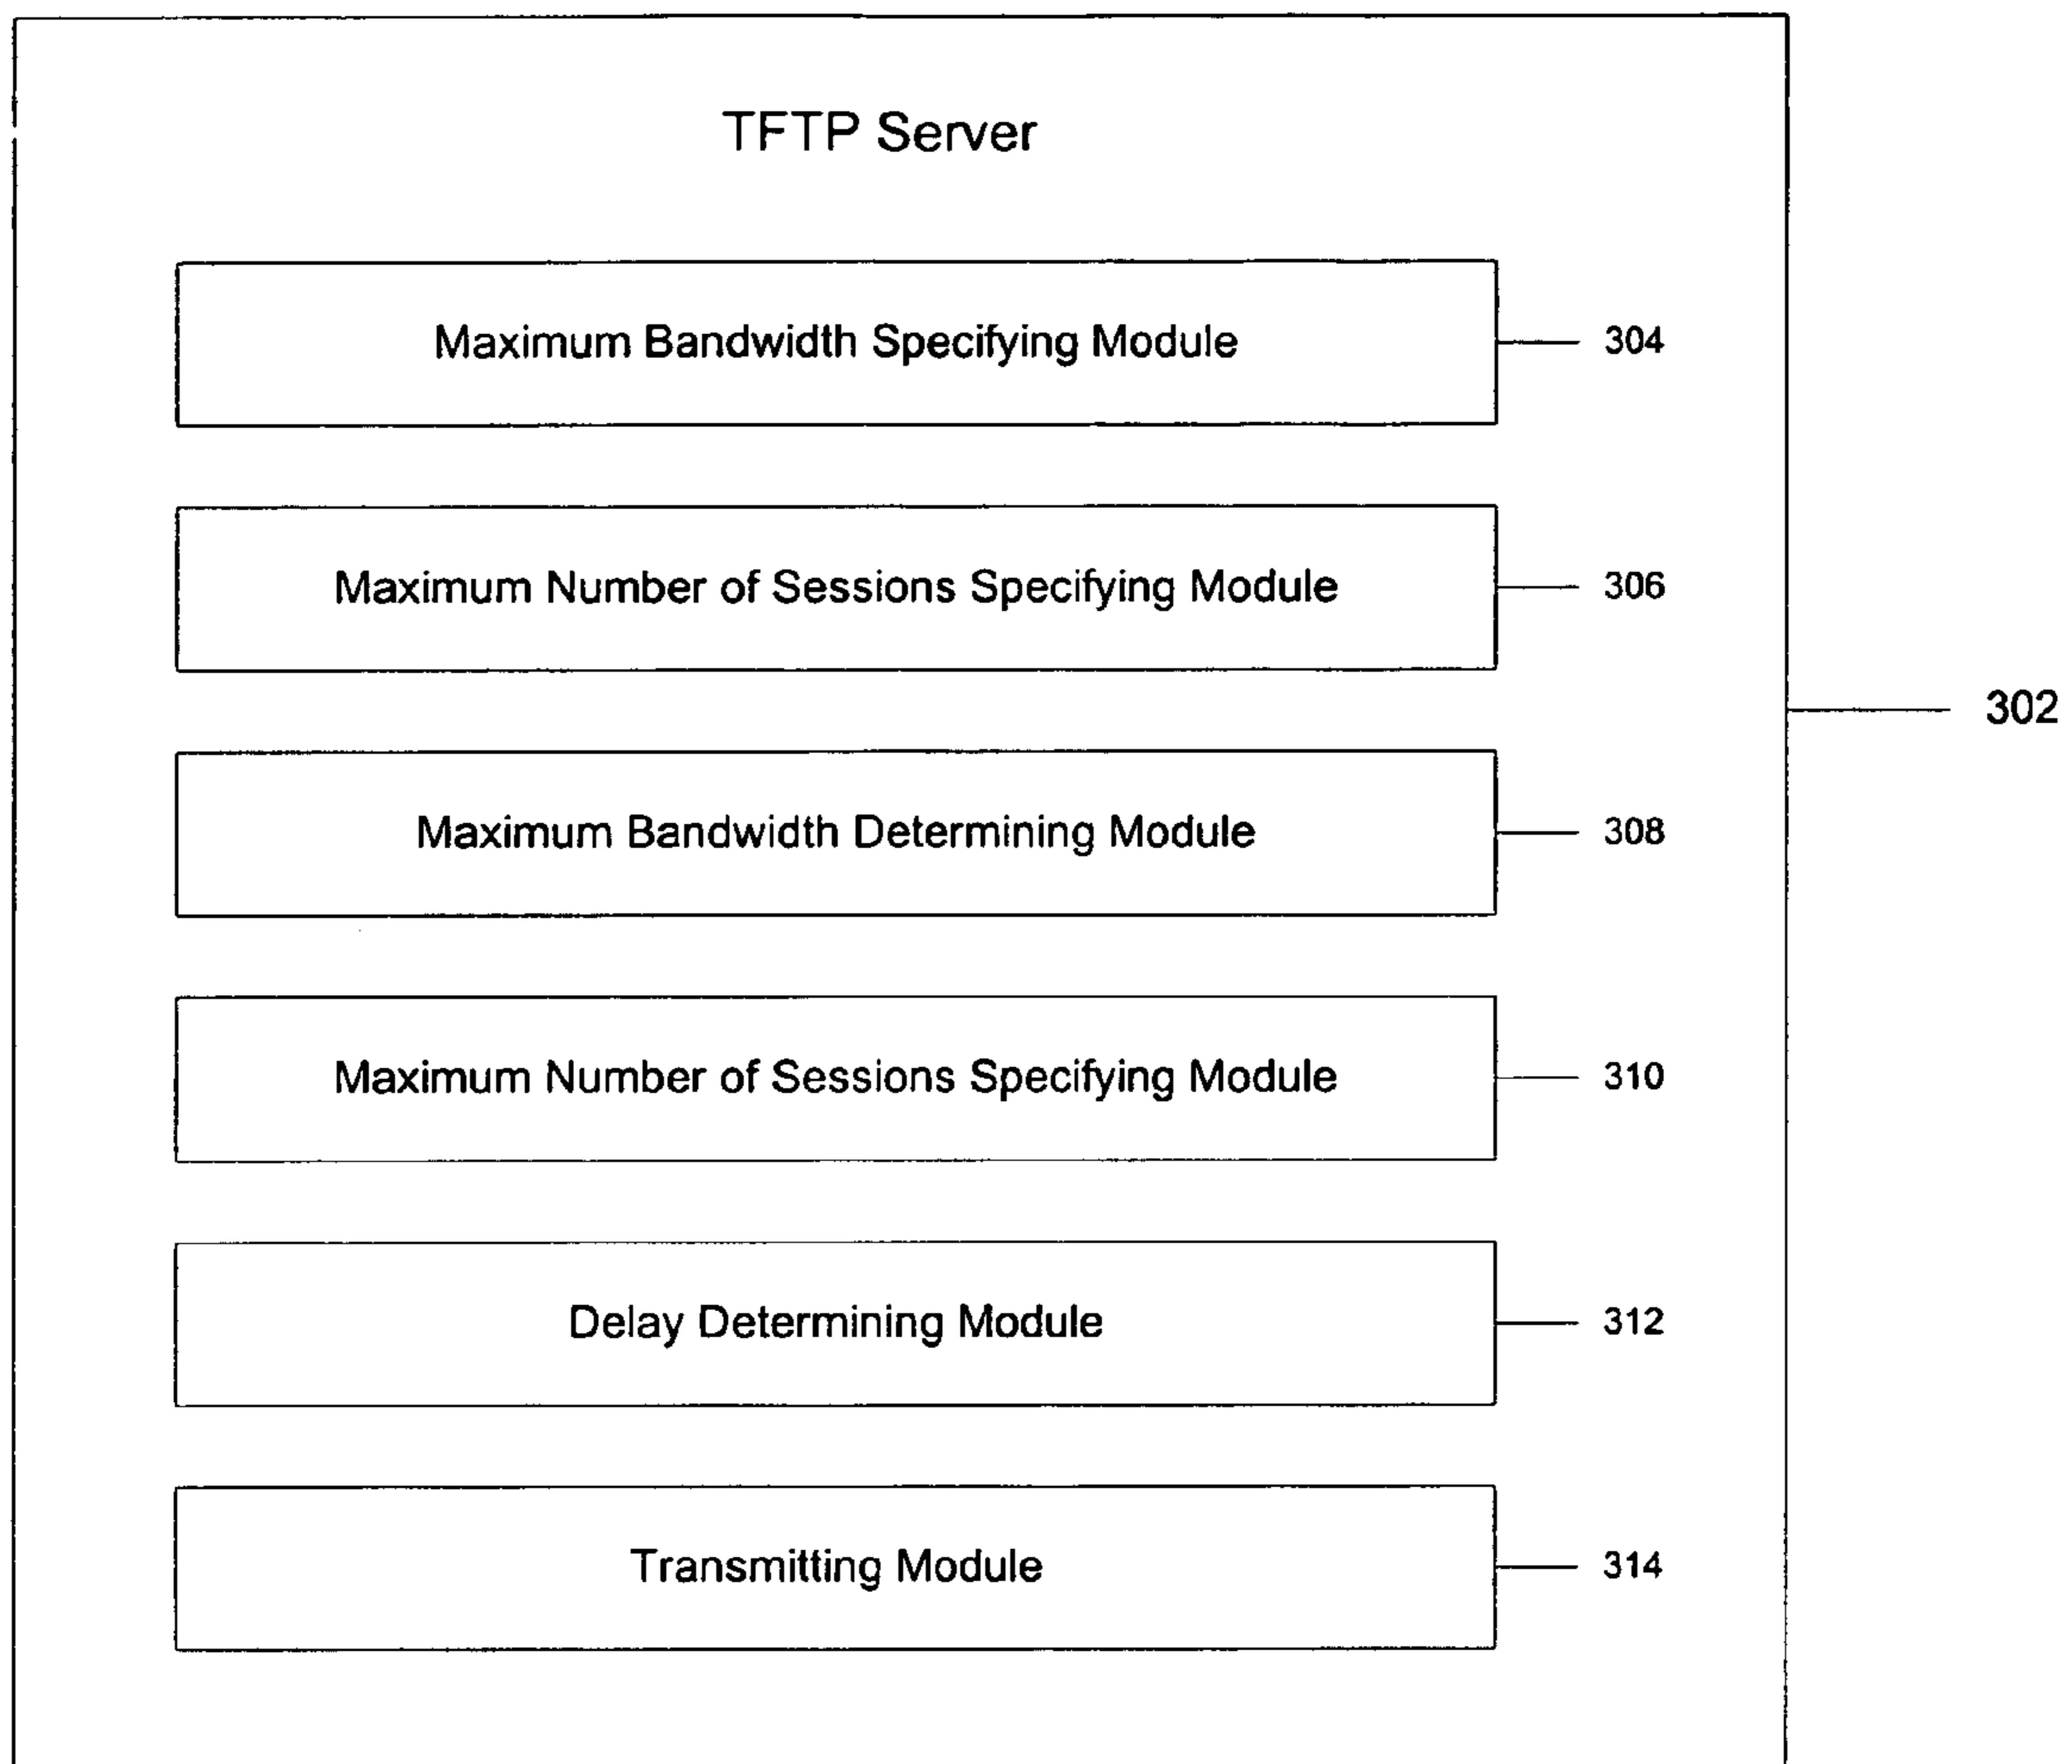 TFTP Server
Maximum Bandwidth Specifying Module
304
Maximum Number of Sessions Specifying Module
306
302
Maximum Bandwidth Determining Module
308
Maximum Number of Sessions Specifying Module
310
Delay Determining Module
312
Transmitting Module
314